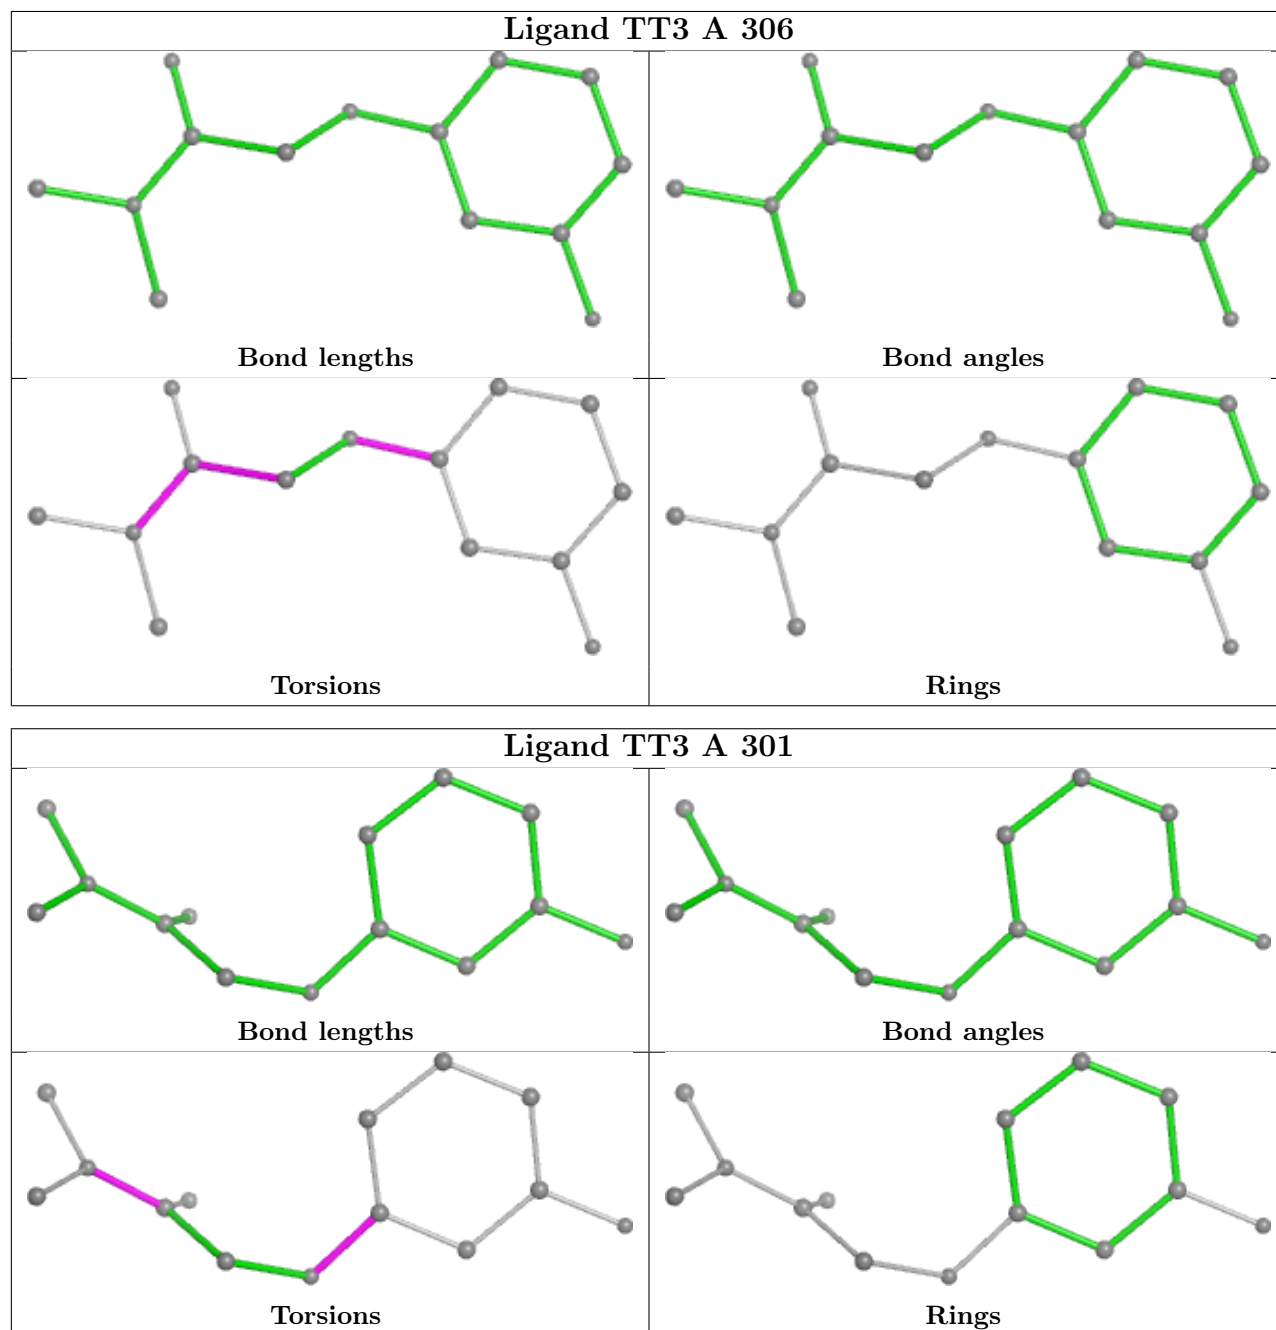 Ligand TT3 A 306
Bond lengths
Bond angles
Torsions
Rings
Ligand TT3 A 301
Bond lengths
Bond angles
Torsions
Rings